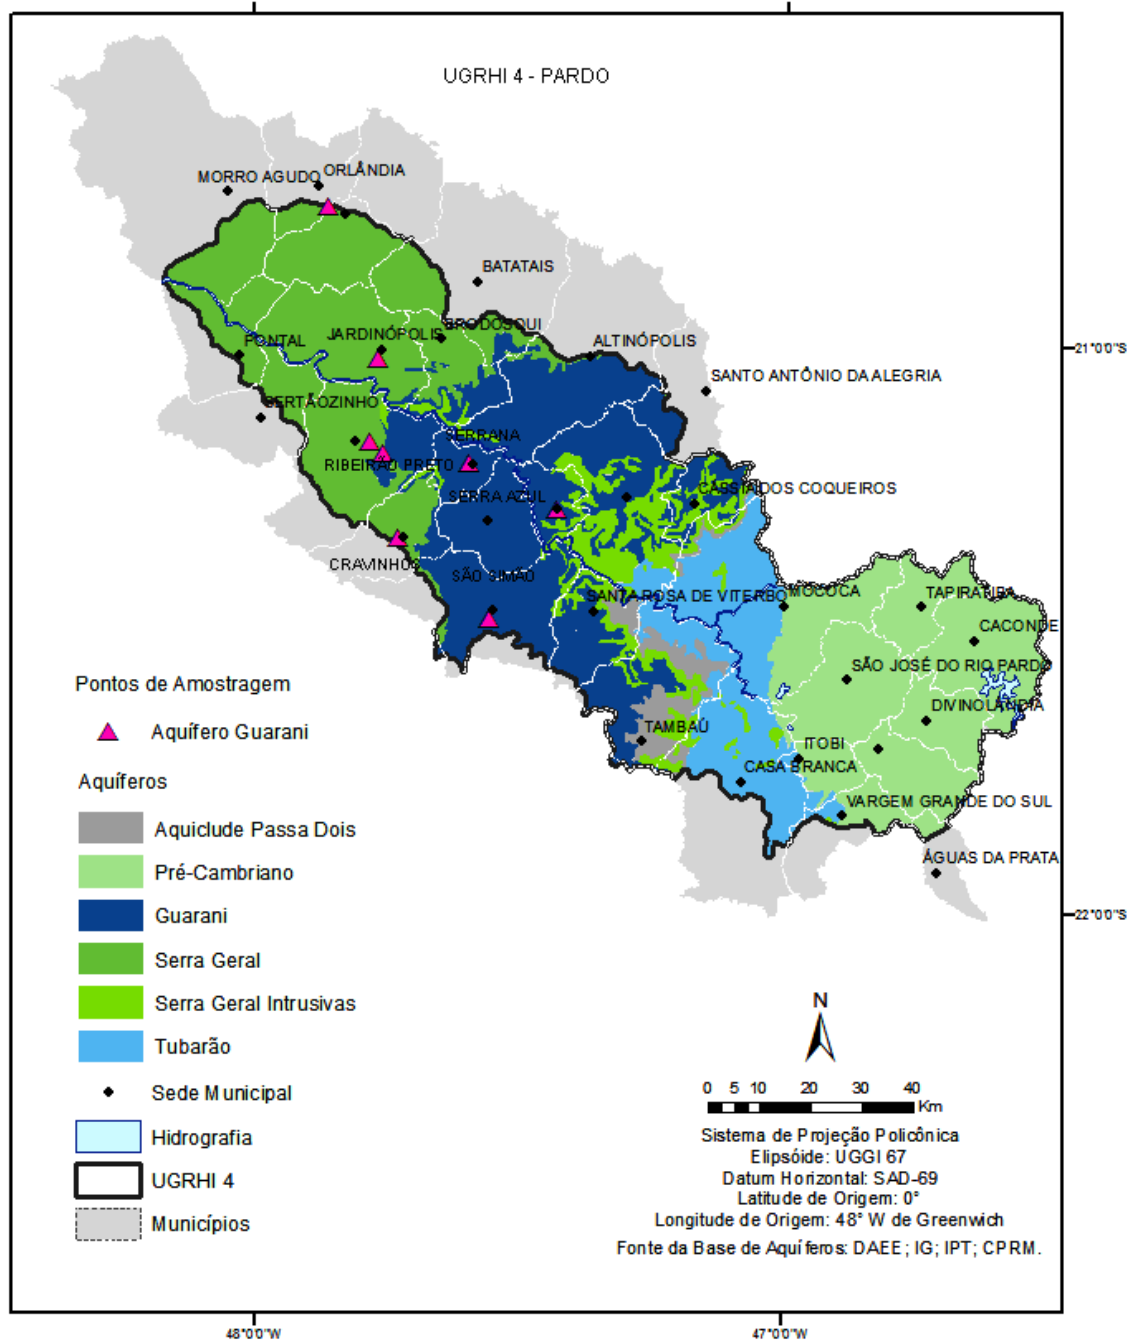 UGRHI 4 - PARDO
MORRO AGUDO
ORLÂNDIA
BATATAIS
BRODOSQUI
JARDINÓPOLIS
PONTAL
ALTINÓPOLIS
21°0'0"S
SANTO ANTÔNIO DA ALEGRIA
SERTÃOZINHO
SERRANA
RIBEIRÃO PRETO
SERRA AZUL
CÁSSIA DOS COQUEIROS
CRAVINHOS
SÃO SIMÃO
SANTA ROSA DE VITERBO
MOCOCA
TAPIRATIBA
CACONDE
SÃO JOSÉ DO RIO PARDO
DIVINOLÂNDIA
TAMBAÚ
ITOBI
CASA BRANCA
VARGEM GRANDE DO SUL
ÁGUAS DA PRATA
22°0'0"S
Pontos de Amostragem
Aquífero Guarani
Aquíferos
Aquiclude Passa Dois
Pré-Cambriano
Guarani
Serra Geral
Serra Geral Intrusivas
Tubarão
Sede Municipal
Hidrografia
UGRHI 4
Municípios
N
0 5 10 20 30 40
Km
Sistema de Projeção Policônica
Elipsóide: UGGI 67
Datum Horizontal: SAD-69
Latitude de Origem: 0°
Longitude de Origem: 48° W de Greenwich
Fonte da Base de Aquíferos: DAEE; IG; IPT; CPRM.
48°0'0"W
47°0'0"W